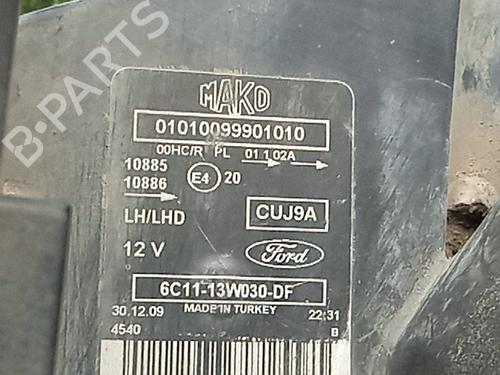 B-PARTS
MAKO
01010099901010
00HC/R PL 01 1 02A
10885
10886
E4 20
LH/LHD CUJ9A
12 V Ford
6C11-13W030-DF
30.12.09 MADE IN TURKEY 22:31
4540 B